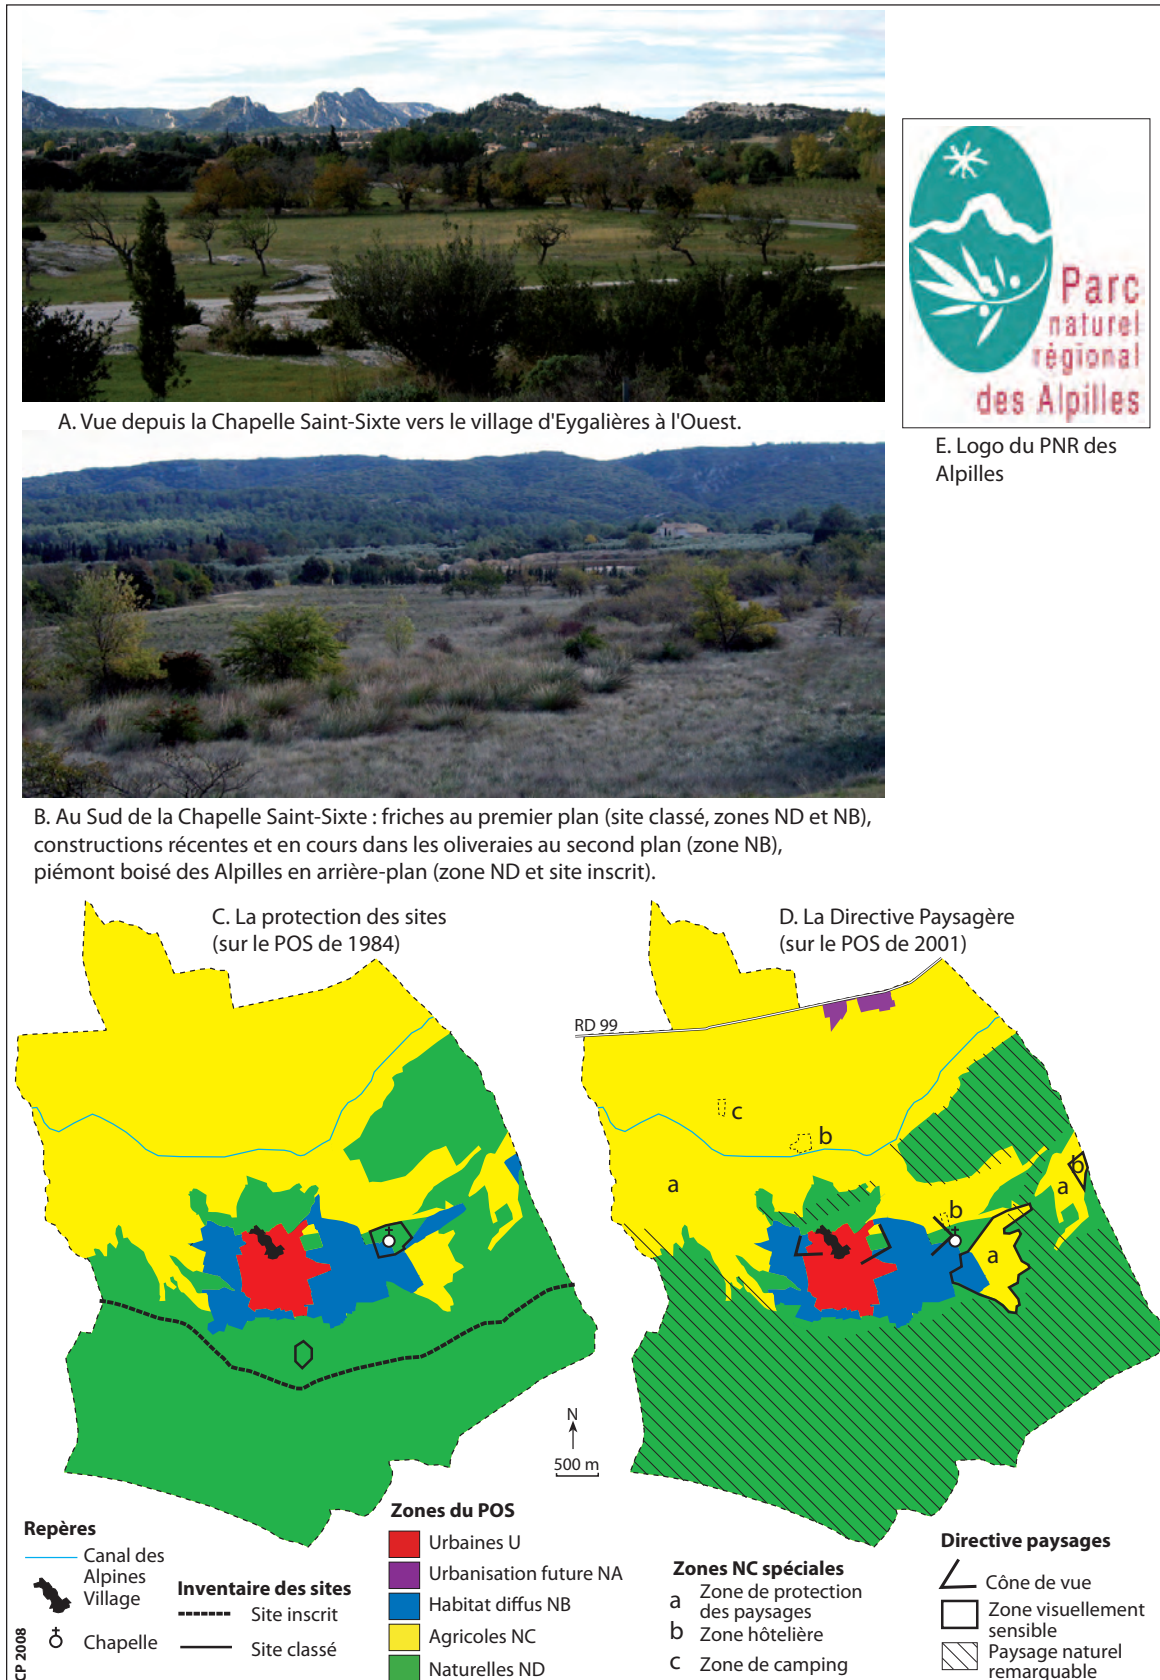 A. Vue depuis la Chapelle Saint-Sixte vers le village d'Eygalières à l'Ouest.
Parc
naturel
régional
des Alpilles
E. Logo du PNR des
Alpilles
B. Au Sud de la Chapelle Saint-Sixte : friches au premier plan (site classé, zones ND et NB),
constructions récentes et en cours dans les oliveraies au second plan (zone NB),
piémont boisé des Alpilles en arrière-plan (zone ND et site inscrit).
C. La protection des sites
(sur le POS de 1984)
D. La Directive Paysagère
(sur le POS de 2001)
RD 99
c
b
a
b
a
b
a
N
500 m
Repères
Canal des
Alpines
Village
Chapelle
Inventaire des sites
Site inscrit
Site classé
Zones du POS
Urbaines U
Urbanisation future NA
Habitat diffus NB
Agricoles NC
Naturelles ND
Zones NC spéciales
a Zone de protection
des paysages
b Zone hôtelière
c Zone de camping
Directive paysages
Cône de vue
Zone visuellement
sensible
Paysage naturel
remarquable
CP 2008